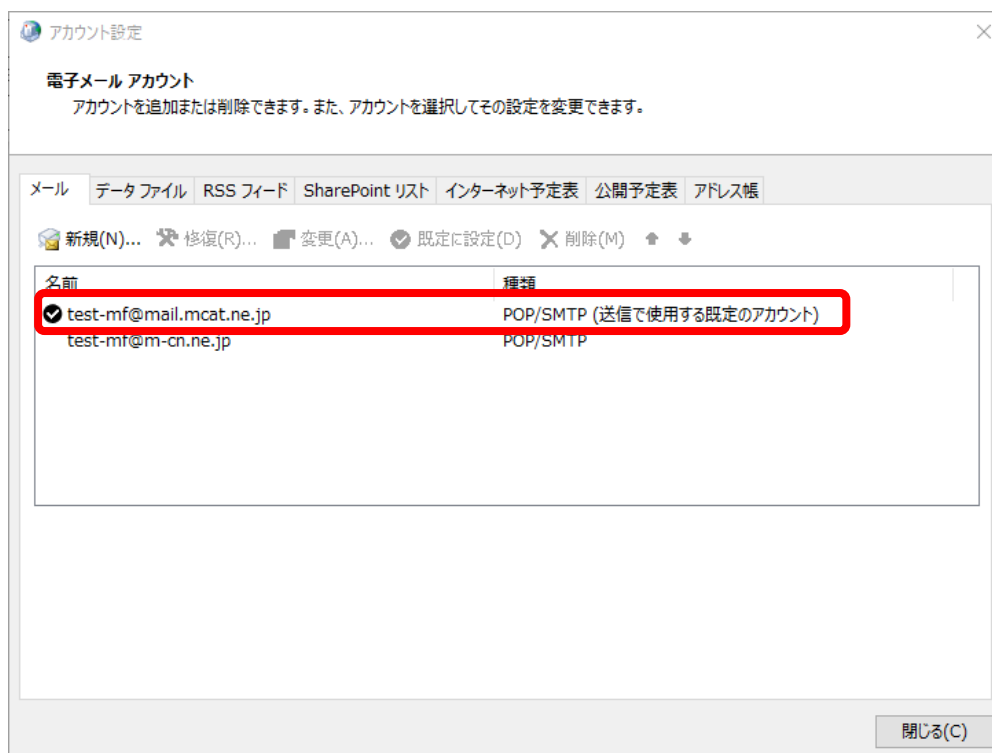 アカウント設定
電子メール アカウント
アカウントを追加または削除できます。また、アカウントを選択してその設定を変更できます。
メール データ ファイル RSS フィード SharePoint リスト インターネット予定表 公開予定表 アドレス帳
新規(N)... 修復(R)... 変更(A)... 既定に設定(D) 削除(M)
名前 種類
test-mf@mail.mcat.ne.jp POP/SMTP (送信で使用する既定のアカウント)
test-mf@m-cn.ne.jp POP/SMTP
閉じる(C)